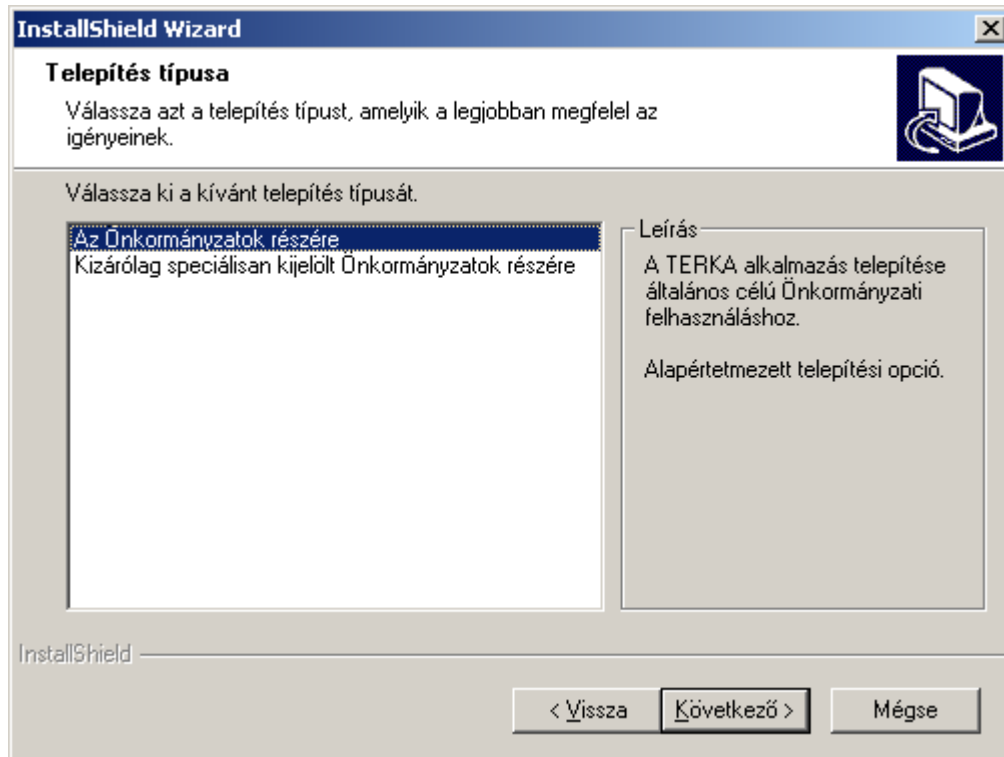 InstallShield Wizard
Telepítés típusa
Válassza azt a telepítés típust, amelyik a legjobban megfelel az
igényeinek.
Válassza ki a kívánt telepítés típusát.
Az Önkormányzatok részére
Kizárólag speciálisan kijelölt Önkormányzatok részére
Leírás
A TERKA alkalmazás telepítése
általános célú Önkormányzati
felhasználáshoz.
Alapértetmezett telepítési opció.
InstallShield
< Vissza
Következő >
Mégse